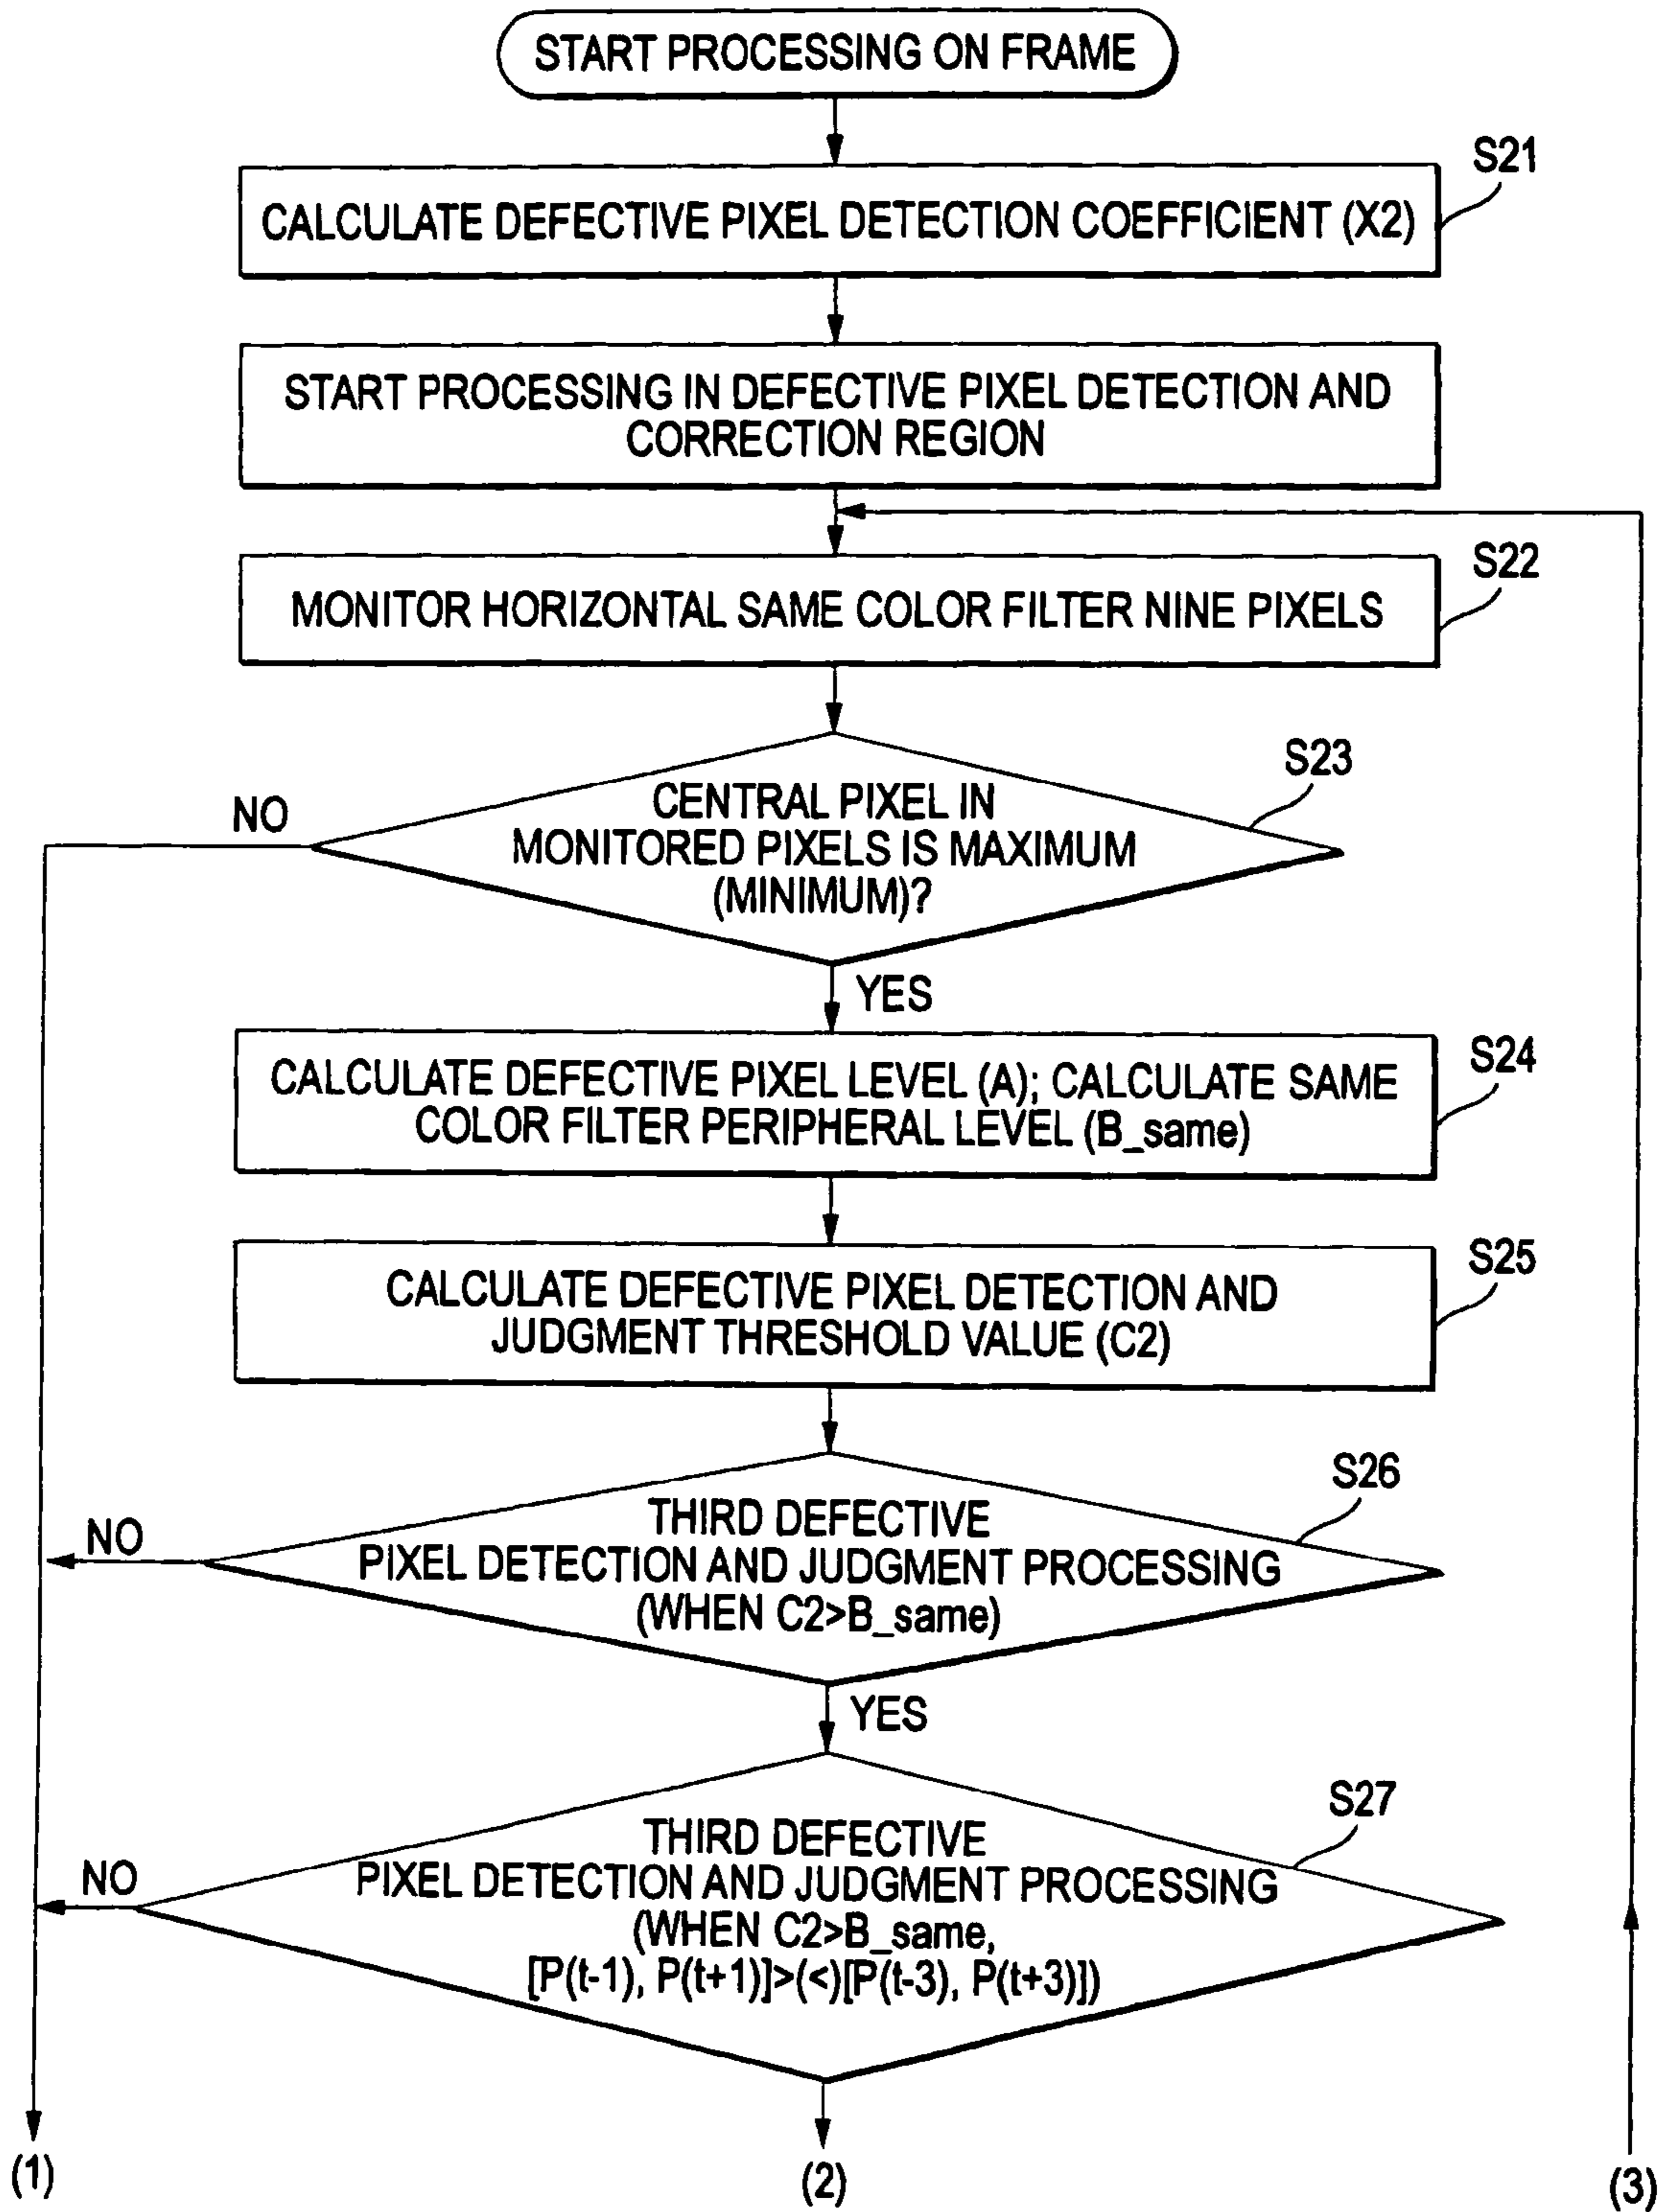 START PROCESSING ON FRAME
S21
CALCULATE DEFECTIVE PIXEL DETECTION COEFFICIENT (X2)
START PROCESSING IN DEFECTIVE PIXEL DETECTION AND
CORRECTION REGION
S22
MONITOR HORIZONTAL SAME COLOR FILTER NINE PIXELS
S23
CENTRAL PIXEL IN
MONITORED PIXELS IS MAXIMUM
(MINIMUM)?
NO
YES
S24
CALCULATE DEFECTIVE PIXEL LEVEL (A); CALCULATE SAME
COLOR FILTER PERIPHERAL LEVEL (B_same)
S25
CALCULATE DEFECTIVE PIXEL DETECTION AND
JUDGMENT THRESHOLD VALUE (C2)
S26
THIRD DEFECTIVE
PIXEL DETECTION AND JUDGMENT PROCESSING
(WHEN C2>B_same)
NO
YES
S27
THIRD DEFECTIVE
PIXEL DETECTION AND JUDGMENT PROCESSING
(WHEN C2>B_same,
[P(t-1), P(t+1)]>(<)[P(t-3), P(t+3)])
NO
(1)
(2)
(3)